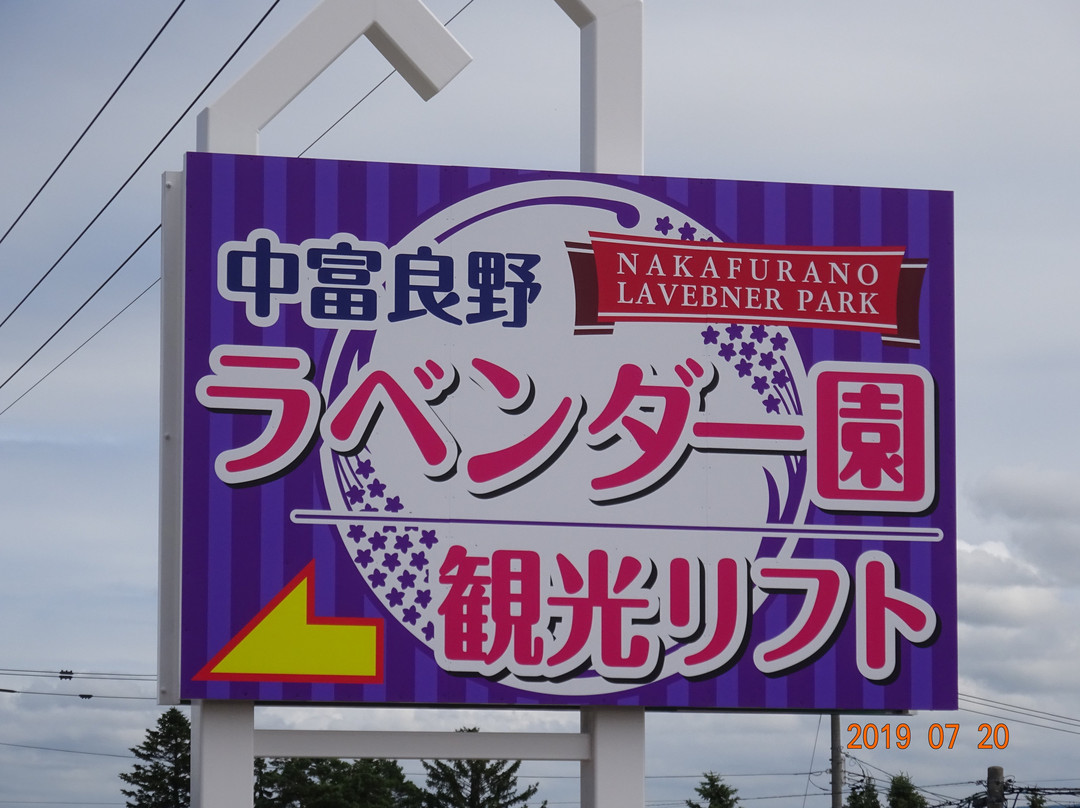 中富良野
NAKAFURANO
LAVEBNER PARK
ラベンダー園
観光リフト
2019 07 20